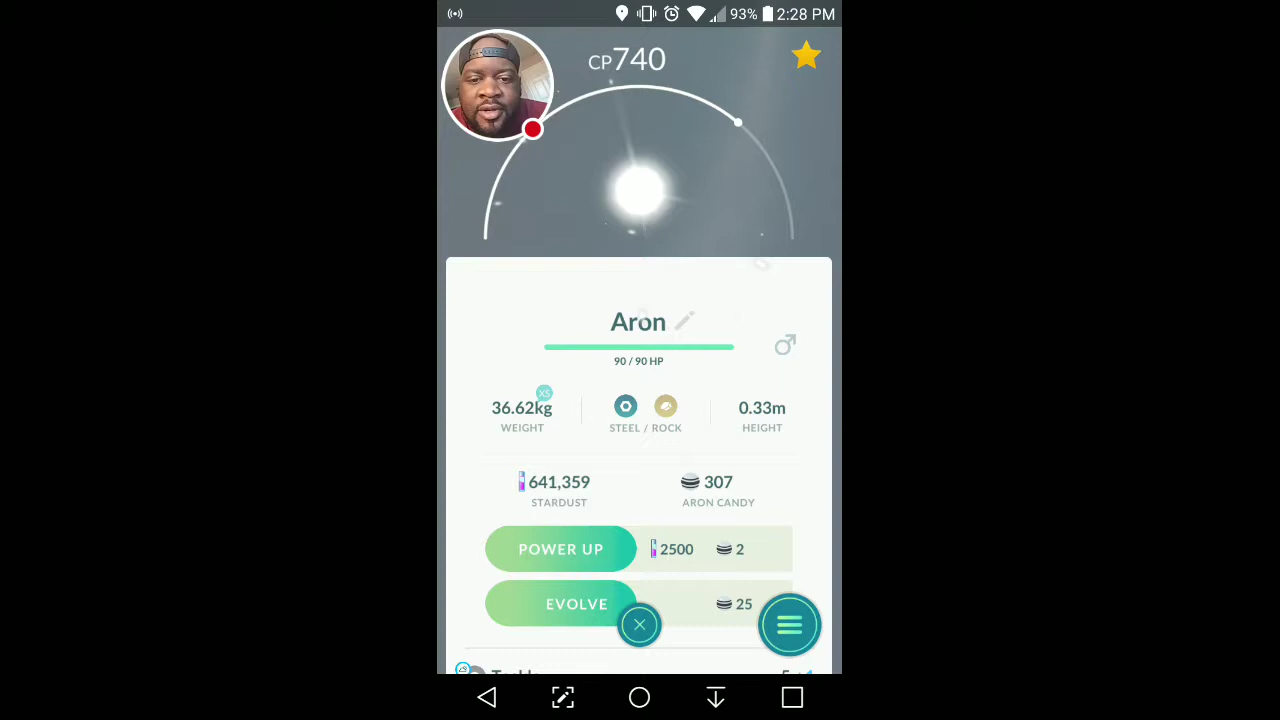 93% 2:28 PM
CP740
Aron
90 / 90 HP
XS
36.62kg
0.33m
WEIGHT
STEEL / ROCK
HEIGHT
641,359
307
STARDUST
ARON CANDY
POWER UP
2500
2
EVOLVE
25